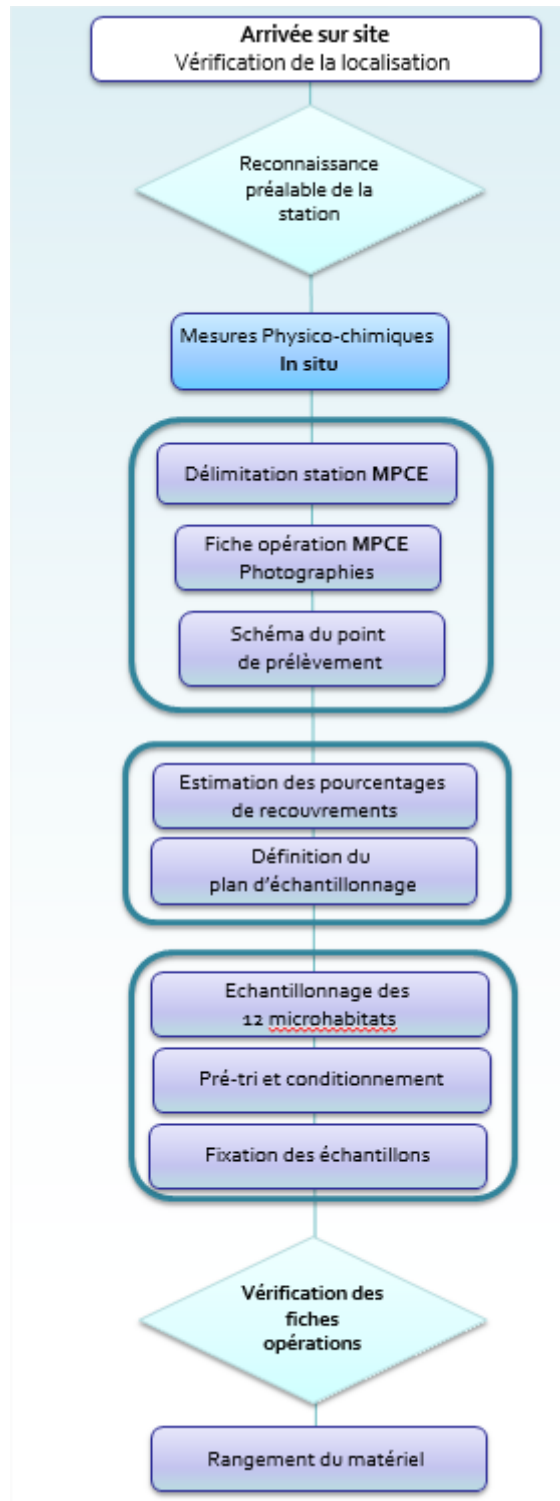 Arrivée sur site
Vérification de la localisation
Reconnaissance
préalable de la
station
Mesures Physico-chimiques
In situ
Délimitation station MPCE
Fiche opération MPCE
Photographies
Schéma du point
de prélèvement
Estimation des pourcentages
de recouvrements
Définition du
plan d'échantillonnage
Echantillonnage des
12 microhabitats
Pré-tri et conditionnement
Fixation des échantillons
Vérification des
fiches
opérations
Rangement du matériel